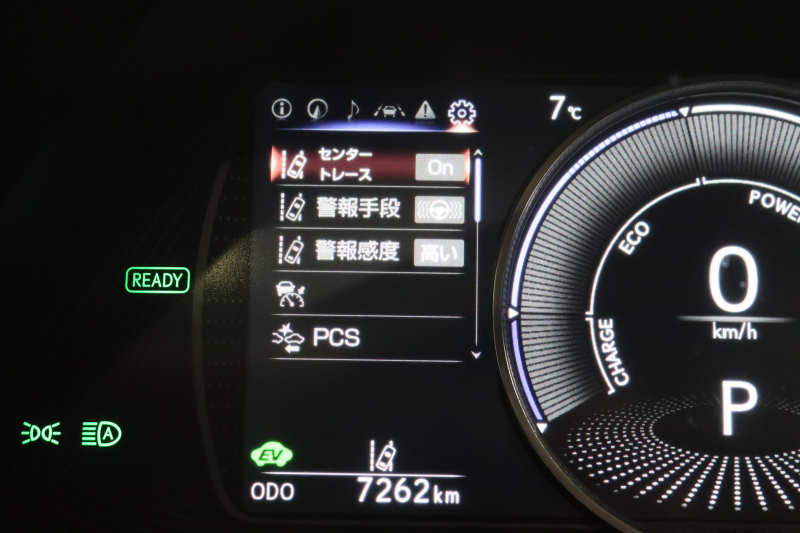 7℃
センター
トレース
On
警報手段
警報感度
高い
PCS
READY
A
EV
ODO
7262km
ECO
POWE
CHARGE
0
km/h
P